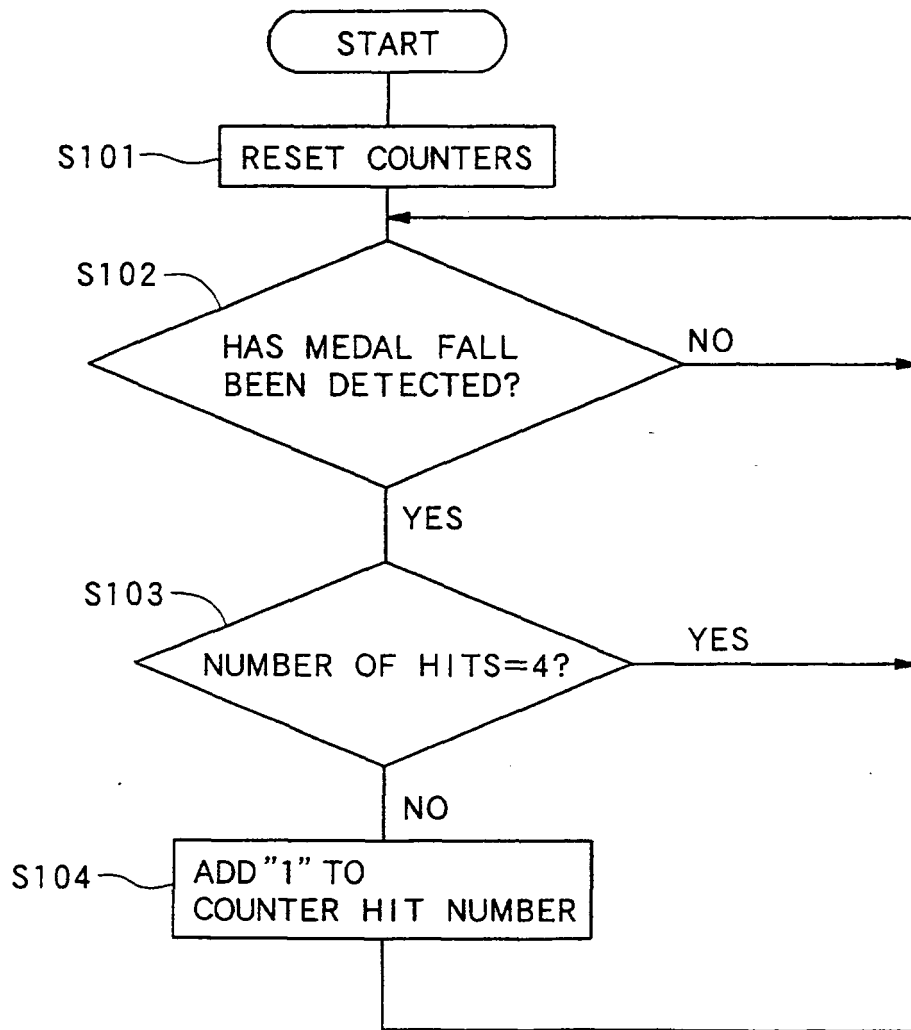 START
S101
RESET COUNTERS
S102
HAS MEDAL FALL
BEEN DETECTED?
NO
YES
S103
NUMBER OF HITS=4?
YES
NO
S104
ADD"1"TO
COUNTER HIT NUMBER